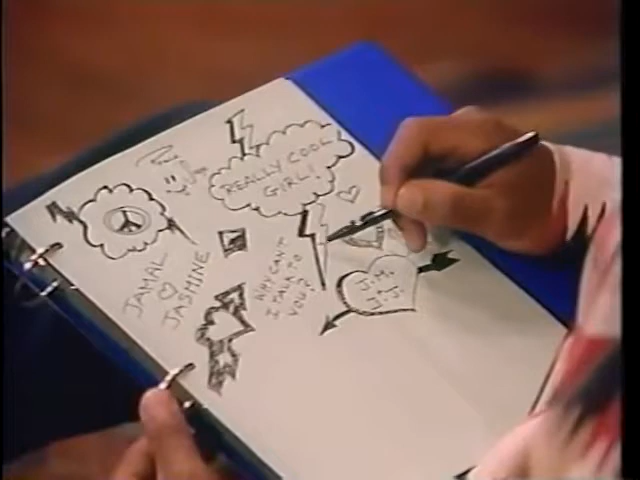 REALLY COOL
GIRL!
JAMAL
JASMINE
WHY CAN'T
I TALK TO
YOU?
J.M.
J.J.